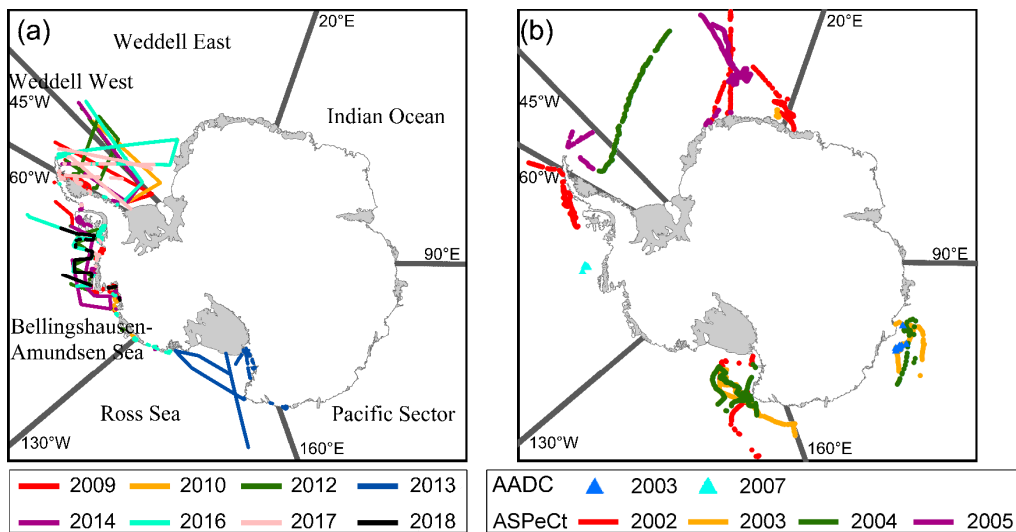 (a)
20°E
Weddell East
Weddell West
45°W
Indian Ocean
60°W
90°E
Bellingshausen-
Amundsen Sea
Ross Sea
Pacific Sector
130°W
160°E
2009 2010 2012 2013
2014 2016 2017 2018
(b)
20°E
45°W
60°W
90°E
130°W
160°E
AADC 2003 2007
ASPeCt 2002 2003 2004 2005